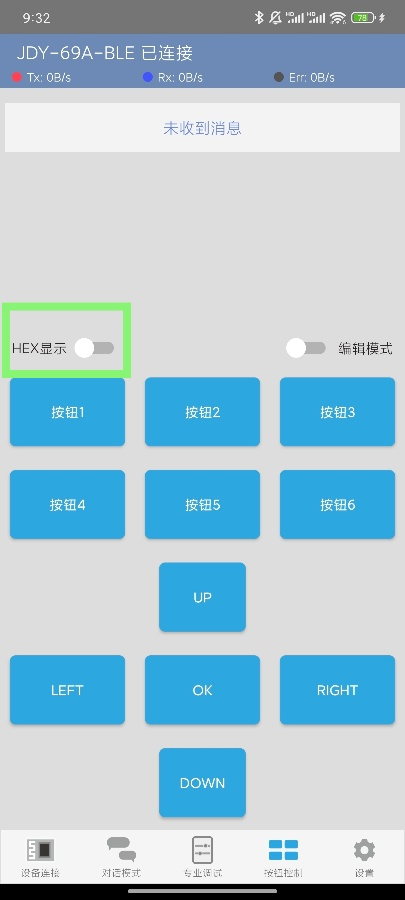 9:32
HD HD 78
JDY-69A-BLE 已连接
Tx: 0B/s Rx: 0B/s Err: 0B/s
未收到消息
HEX显示 编辑模式
按钮1 按钮2 按钮3
按钮4 按钮5 按钮6
UP
LEFT OK RIGHT
DOWN
设备连接 对话模式 专业调试 按钮控制 设置